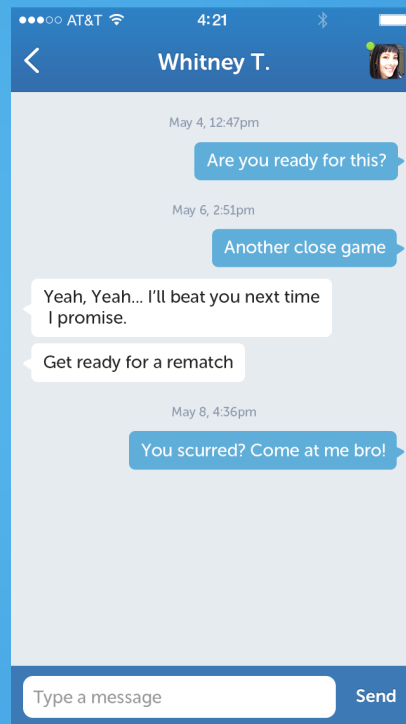 AT&T 4:21
Whitney T.
May 4, 12:47pm
Are you ready for this?
May 6, 2:51pm
Another close game
Yeah, Yeah... I'll beat you next time
I promise.
Get ready for a rematch
May 8, 4:36pm
You scurred? Come at me bro!
Type a message Send